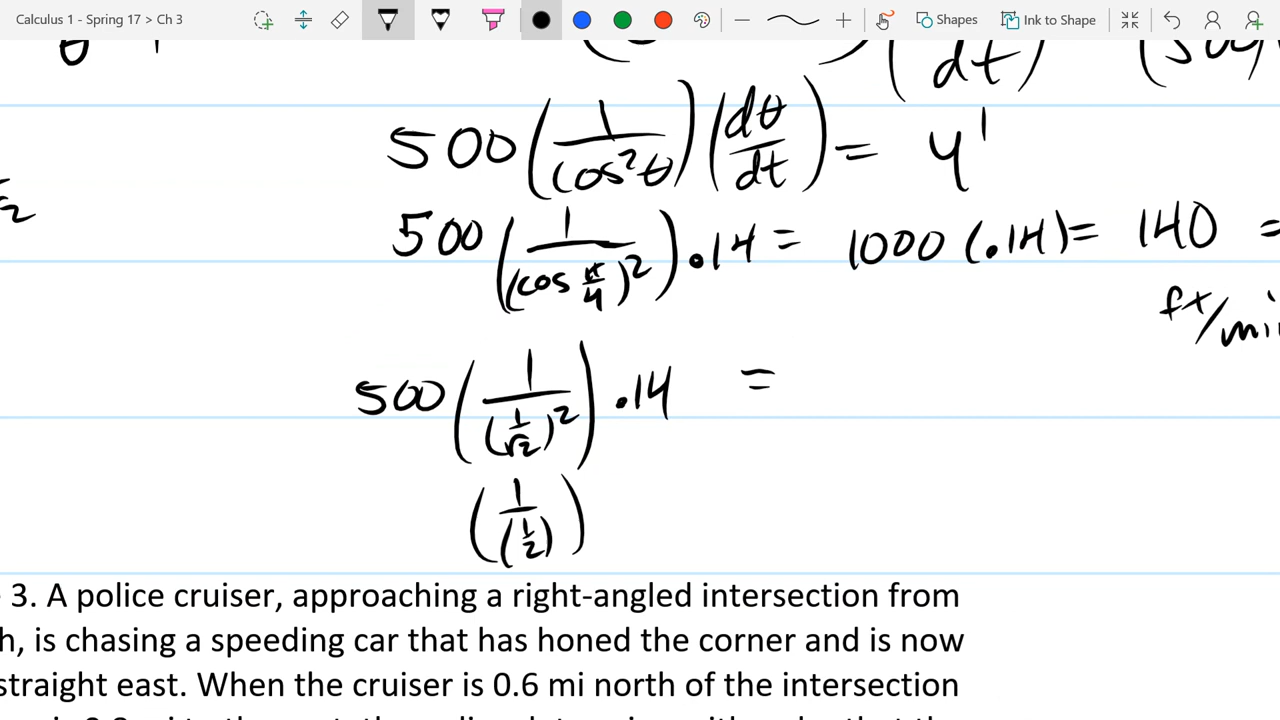 Calculus 1 - Spring 17 > Ch 3 Shapes Ink to Shape
dt) (500
500(1/cos²θ)(dθ/dt) = y'
√2
500(1/(cos π/4)²).14 = 1000(.14) = 140 =
ft/mi
500(1/(1/√2)²).14 =
(1/(1/2))
3. A police cruiser, approaching a right-angled intersection from
h, is chasing a speeding car that has honed the corner and is now
straight east. When the cruiser is 0.6 mi north of the intersection